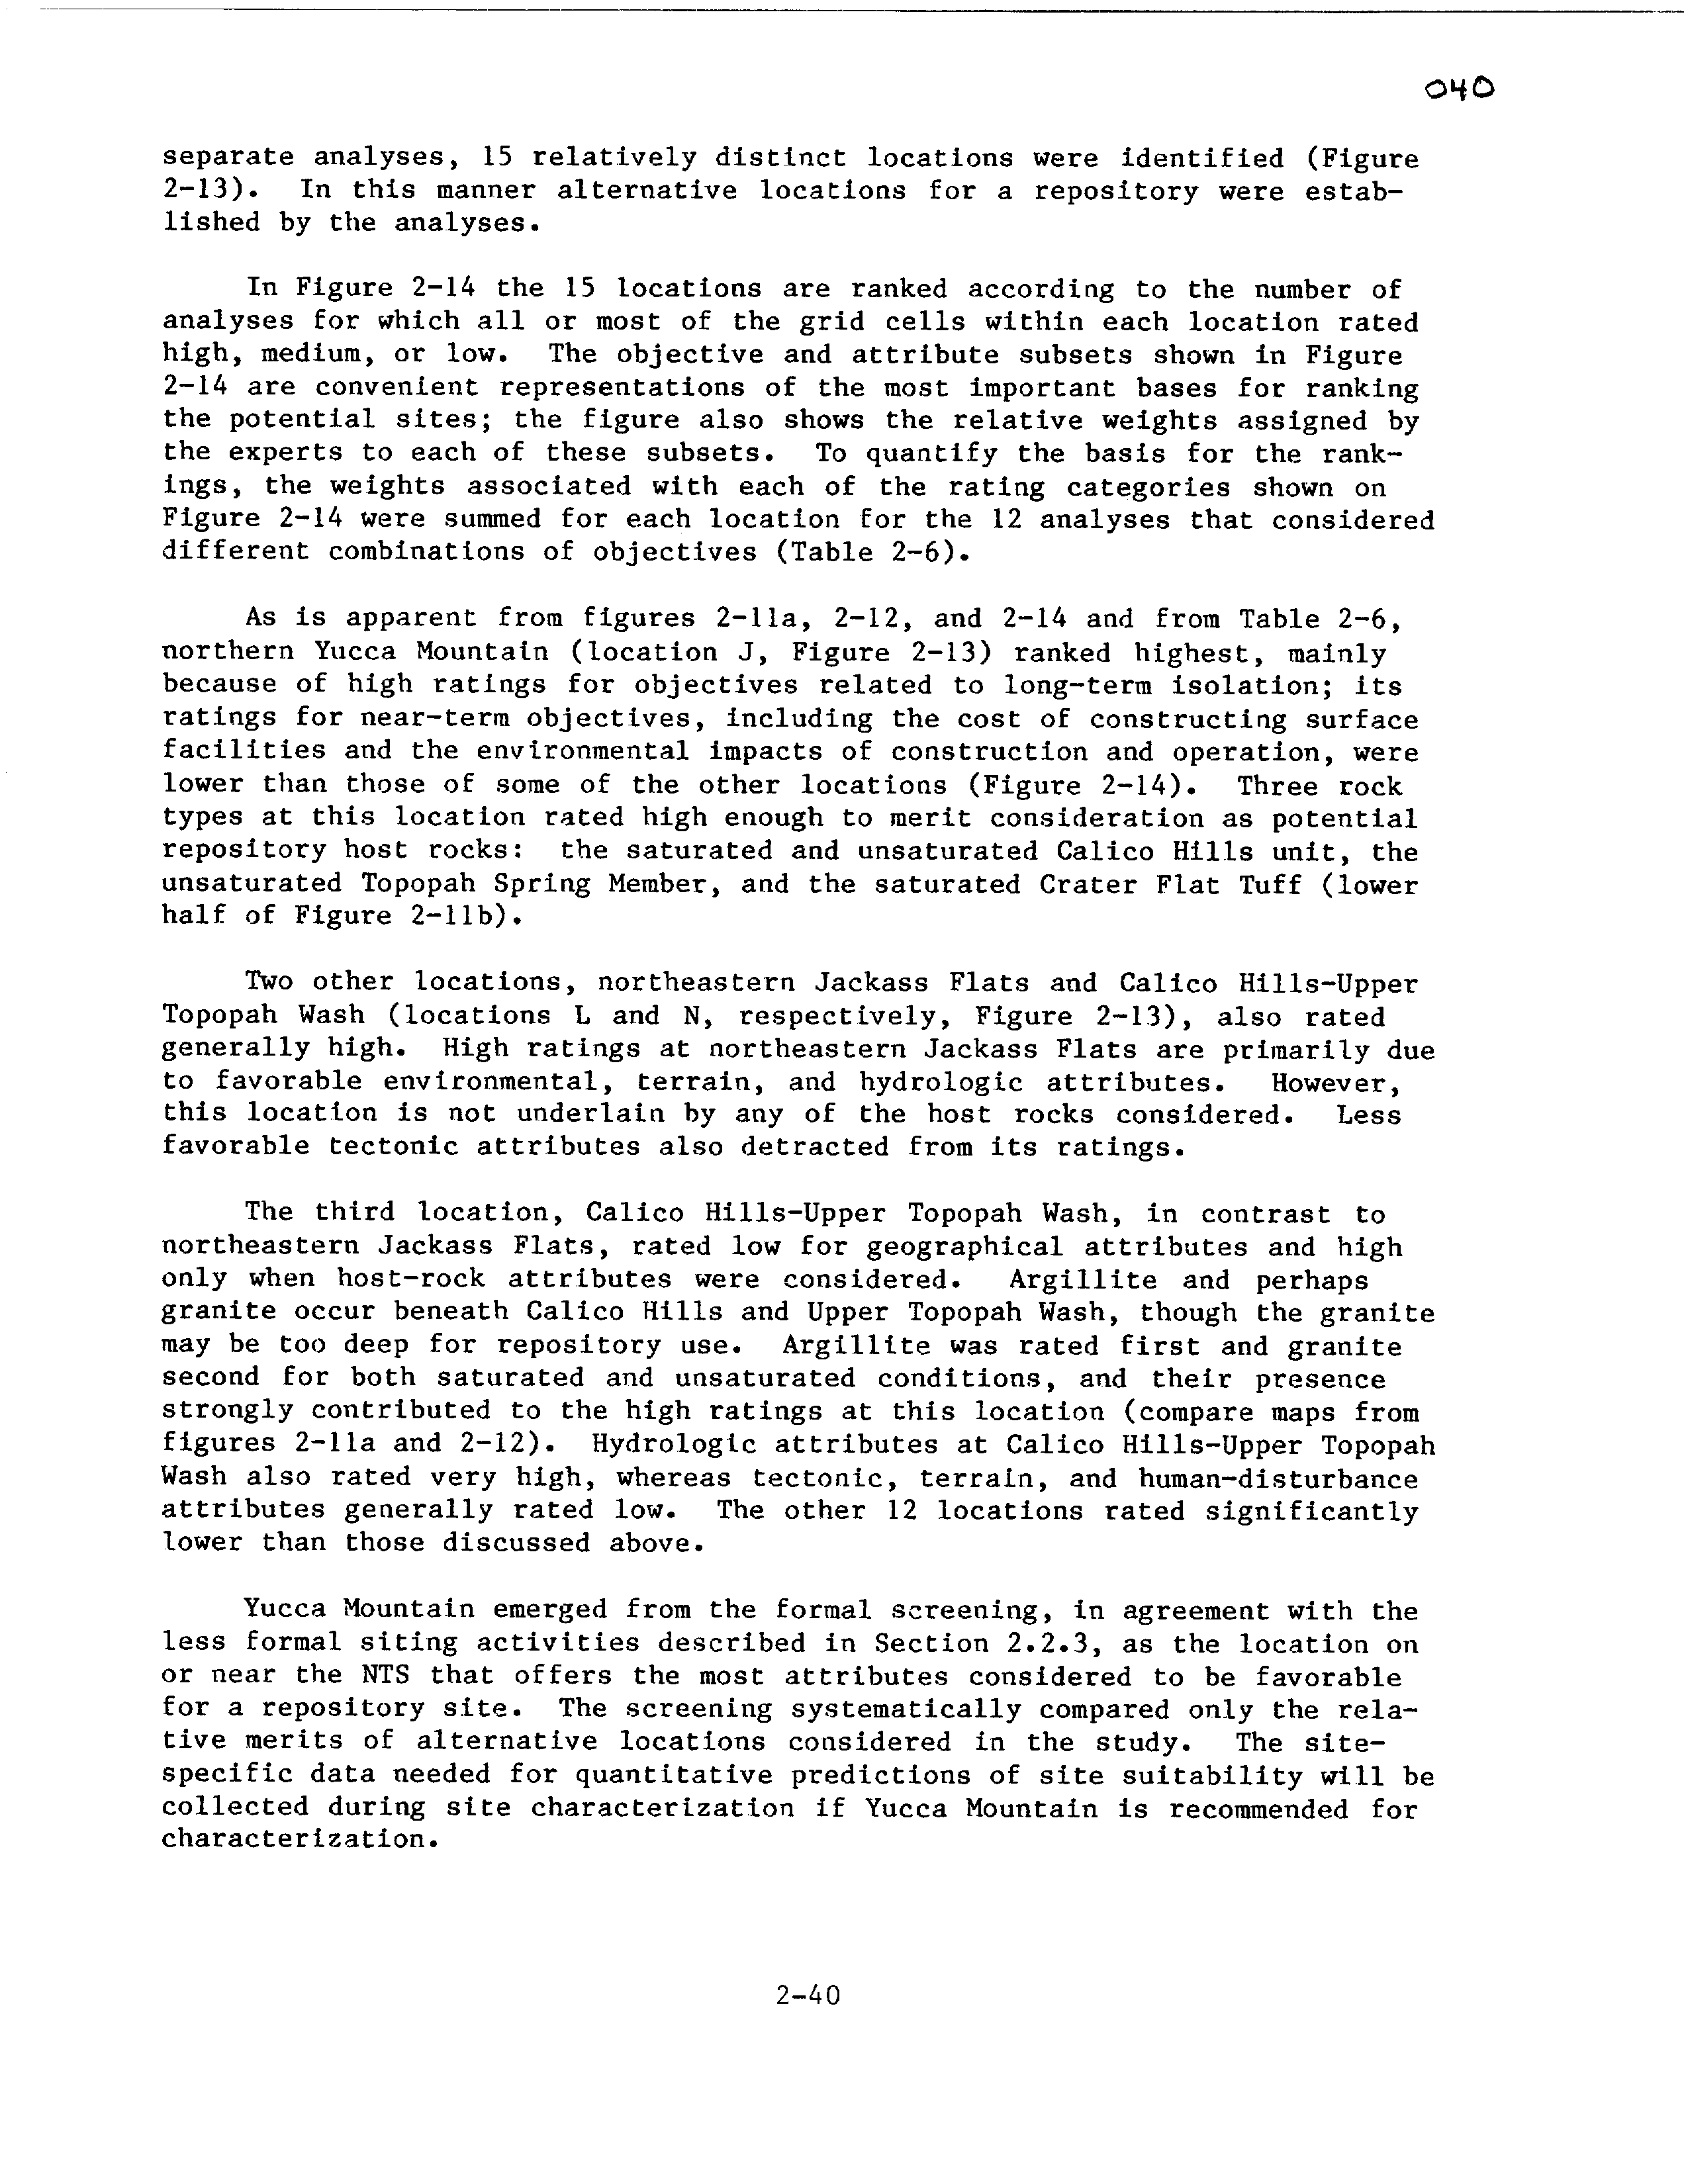 040
separate analyses, 15 relatively distinct locations were identified (Figure
2-13). In this manner alternative locations for a repository were estab-
lished by the analyses.
In Figure 2-14 the 15 locations are ranked according to the number of
analyses for which all or most of the grid cells within each location rated
high, medium, or low. The objective and attribute subsets shown in Figure
2-14 are convenient representations of the most important bases for ranking
the potential sites; the figure also shows the relative weights assigned by
the experts to each of these subsets. To quantify the basis for the rank-
ings, the weights associated with each of the rating categories shown on
Figure 2-14 were summed for each location for the 12 analyses that considered
different combinations of objectives (Table 2-6).
As is apparent from figures 2-11a, 2-12, and 2-14 and from Table 2-6,
northern Yucca Mountain (location J, Figure 2-13) ranked highest, mainly
because of high ratings for objectives related to long-term isolation; its
ratings for near-term objectives, including the cost of constructing surface
facilities and the environmental impacts of construction and operation, were
lower than those of some of the other locations (Figure 2-14). Three rock
types at this location rated high enough to merit consideration as potential
repository host rocks: the saturated and unsaturated Calico Hills unit, the
unsaturated Topopah Spring Member, and the saturated Crater Flat Tuff (lower
half of Figure 2-11b).
Two other locations, northeastern Jackass Flats and Calico Hills-Upper
Topopah Wash (locations L and N, respectively, Figure 2-13), also rated
generally high. High ratings at northeastern Jackass Flats are primarily due
to favorable environmental, terrain, and hydrologic attributes. However,
this location is not underlain by any of the host rocks considered. Less
favorable tectonic attributes also detracted from its ratings.
The third location, Calico Hills-Upper Topopah Wash, in contrast to
northeastern Jackass Flats, rated low for geographical attributes and high
only when host-rock attributes were considered. Argillite and perhaps
granite occur beneath Calico Hills and Upper Topopah Wash, though the granite
may be too deep for repository use. Argillite was rated first and granite
second for both saturated and unsaturated conditions, and their presence
strongly contributed to the high ratings at this location (compare maps from
figures 2-11a and 2-12). Hydrologic attributes at Calico Hills-Upper Topopah
Wash also rated very high, whereas tectonic, terrain, and human-disturbance
attributes generally rated low. The other 12 locations rated significantly
lower than those discussed above.
Yucca Mountain emerged from the formal screening, in agreement with the
less formal siting activities described in Section 2.2.3, as the location on
or near the NTS that offers the most attributes considered to be favorable
for a repository site. The screening systematically compared only the rela-
tive merits of alternative locations considered in the study. The site-
specific data needed for quantitative predictions of site suitability will be
collected during site characterization if Yucca Mountain is recommended for
characterization.
2-40